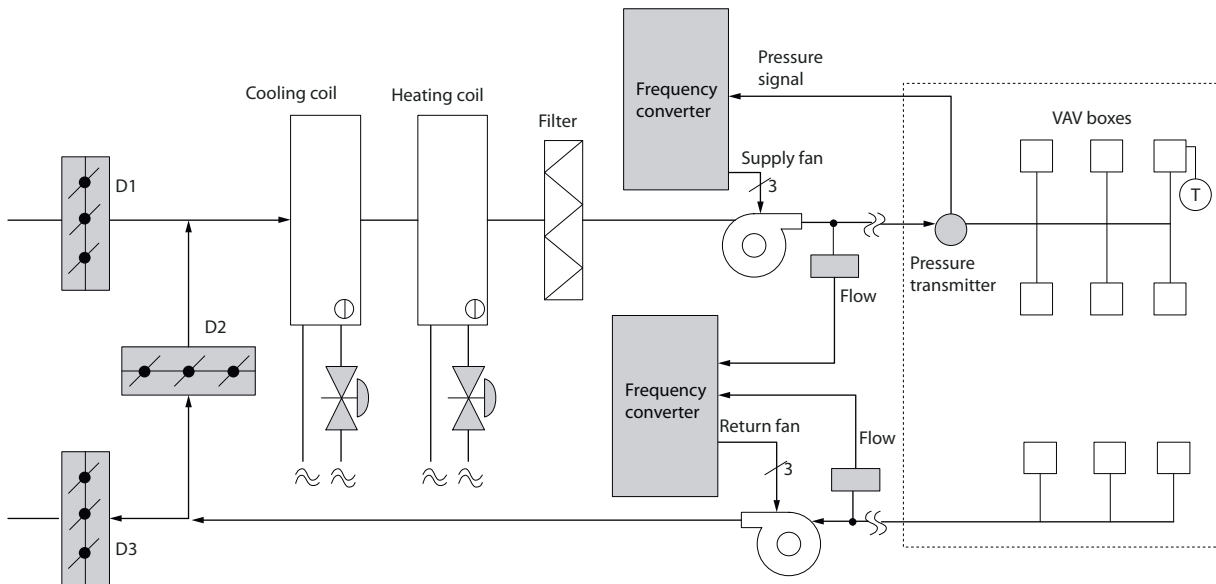 Pressure
signal
Cooling coil
Heating coil
Frequency
converter
VAV boxes
Filter
Supply fan
D1
3
T
Pressure
transmitter
Flow
D2
Frequency
converter
Return fan
Flow
3
D3